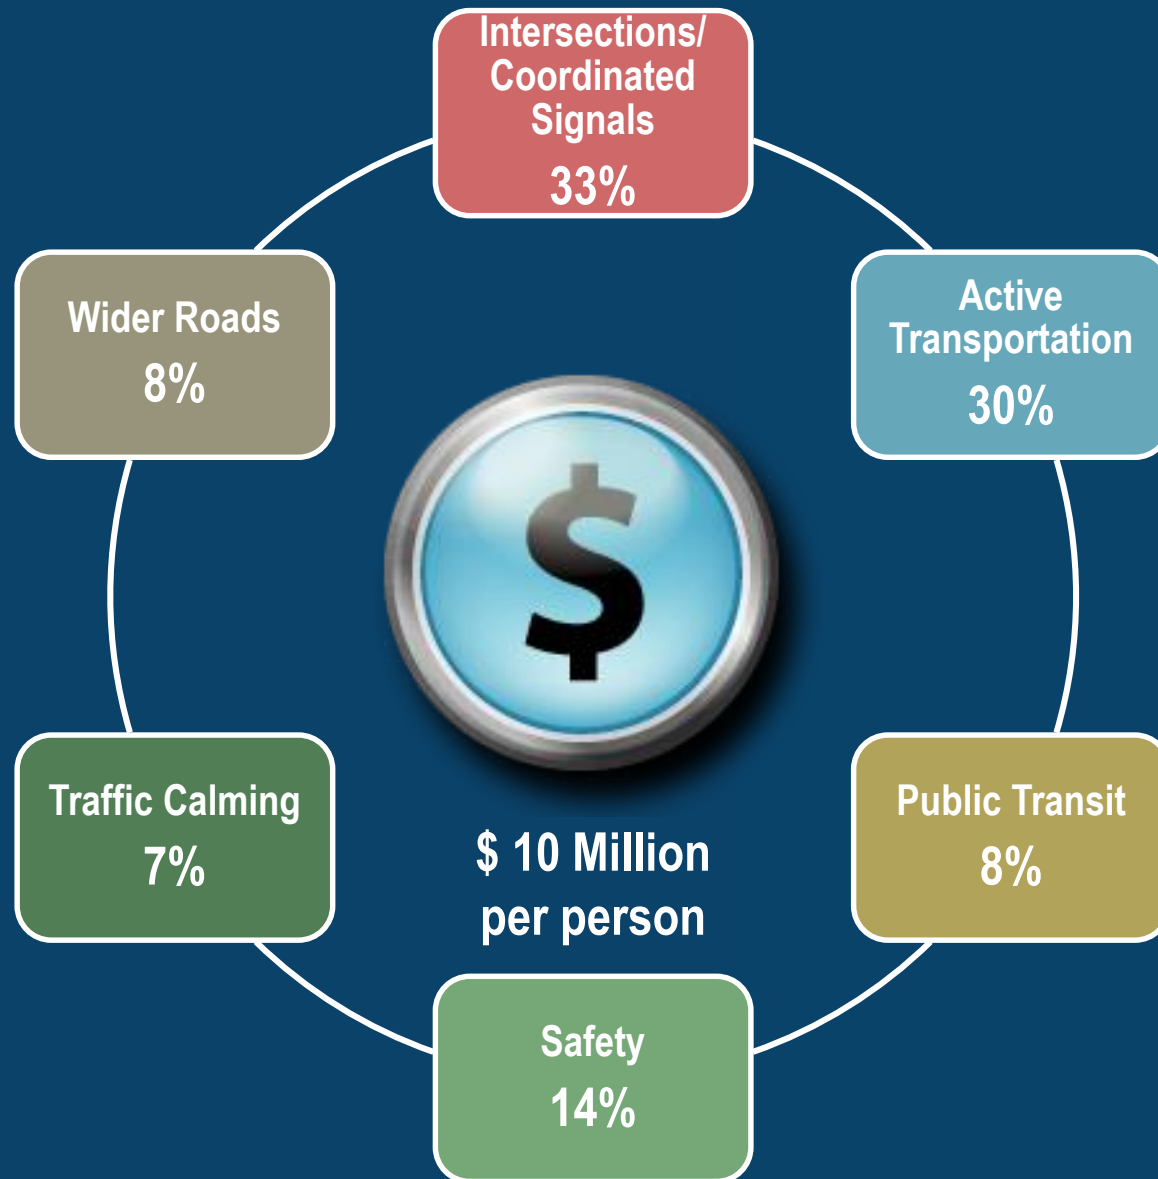 Intersections/
Coordinated
Signals
33%
Active
Transportation
30%
Public Transit
8%
Safety
14%
Traffic Calming
7%
Wider Roads
8%
$
$ 10 Million
per person